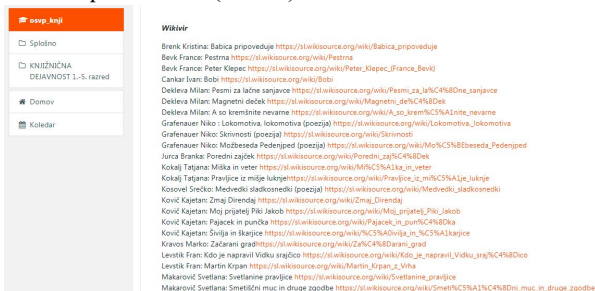 osvp_knji
Splošno
KNJIŽNIČNA
DEJAVNOST 1.-5. razred
Domov
Koledar
Wikivir
Brenk Kristina: Babica pripoveduje https://sl.wikisource.org/wiki/Babica_pripoveduje
Bevk France: Pestrna https://sl.wikisource.org/wiki/Pestrna
Bevk France: Peter Klepec https://sl.wikisource.org/wiki/Peter_Klepec_(France_Bevk)
Cankar Ivan: Bobi https://sl.wikisource.org/wiki/Bobi
Dekleva Milan: Pesmi za lačne sanjavce https://sl.wikisource.org/wiki/Pesmi_za_la%C4%8Dne_sanjavce
Dekleva Milan: Magnetni deček https://sl.wikisource.org/wiki/Magnetni_de%C4%8Dek
Dekleva Milan: A so kremšnite nevarne https://sl.wikisource.org/wiki/A_so_krem%C5%A1nite_nevarne
Grafenauer Niko : Lokomotiva, lokomotiva (poezija) https://sl.wikisource.org/wiki/Lokomotiva,_lokomotiva
Grafenauer Niko: Skrivnosti (poezija) https://sl.wikisource.org/wiki/Skrivnosti
Grafenauer Niko: Možbeseda Pedenjped (poezija) https://sl.wikisource.org/wiki/Mo%C5%BEbeseda_Pedenjped
Jurca Branka: Poredni zajček https://sl.wikisource.org/wiki/Poredni_zaj%C4%8Dek
Kokalj Tatjana: Miška in veter https://sl.wikisource.org/wiki/Mi%C5%A1ka_in_veter
Kokalj Tatjana: Pravljice iz mišje luknjehttps://sl.wikisource.org/wiki/Pravljice_iz_mi%C5%A1je_luknje
Kosovel Srečko: Medvedki sladkosnedki (poezija) https://sl.wikisource.org/wiki/Medvedki_sladkosnedki
Kovič Kajetan: Zmaj Direndaj https://sl.wikisource.org/wiki/Zmaj_Direndaj
Kovič Kajetan: Moj prijatelj Piki Jakob https://sl.wikisource.org/wiki/Moj_prijatelj_Piki_Jakob
Kovič Kajetan: Pajacek in punčka https://sl.wikisource.org/wiki/Pajacek_in_pun%C4%8Dka
Kovič Kajetan: Švilja in škarjice https://sl.wikisource.org/wiki/%C5%A0ivilja_in_%C5%A1karjice
Kravos Marko: Začarani gradhttps://sl.wikisource.org/wiki/Za%C4%8Darani_grad
Levstik Fran: Kdo je napravil Vidku srajčico https://sl.wikisource.org/wiki/Kdo_je_napravil_Vidku_sraj%C4%8Dico
Levstik Fran: Martin Krpan https://sl.wikisource.org/wiki/Martin_Krpan_z_Vrha
Makarovič Svetlana: Svetlanine pravljice https://sl.wikisource.org/wiki/Svetlanine_pravljice
Makarovič Svetlana: Smetiščni muc in druge zgodbe https://sl.wikisource.org/wiki/Smeti%C5%A1%C4%8Dni_muc_in_druge_zgodbe